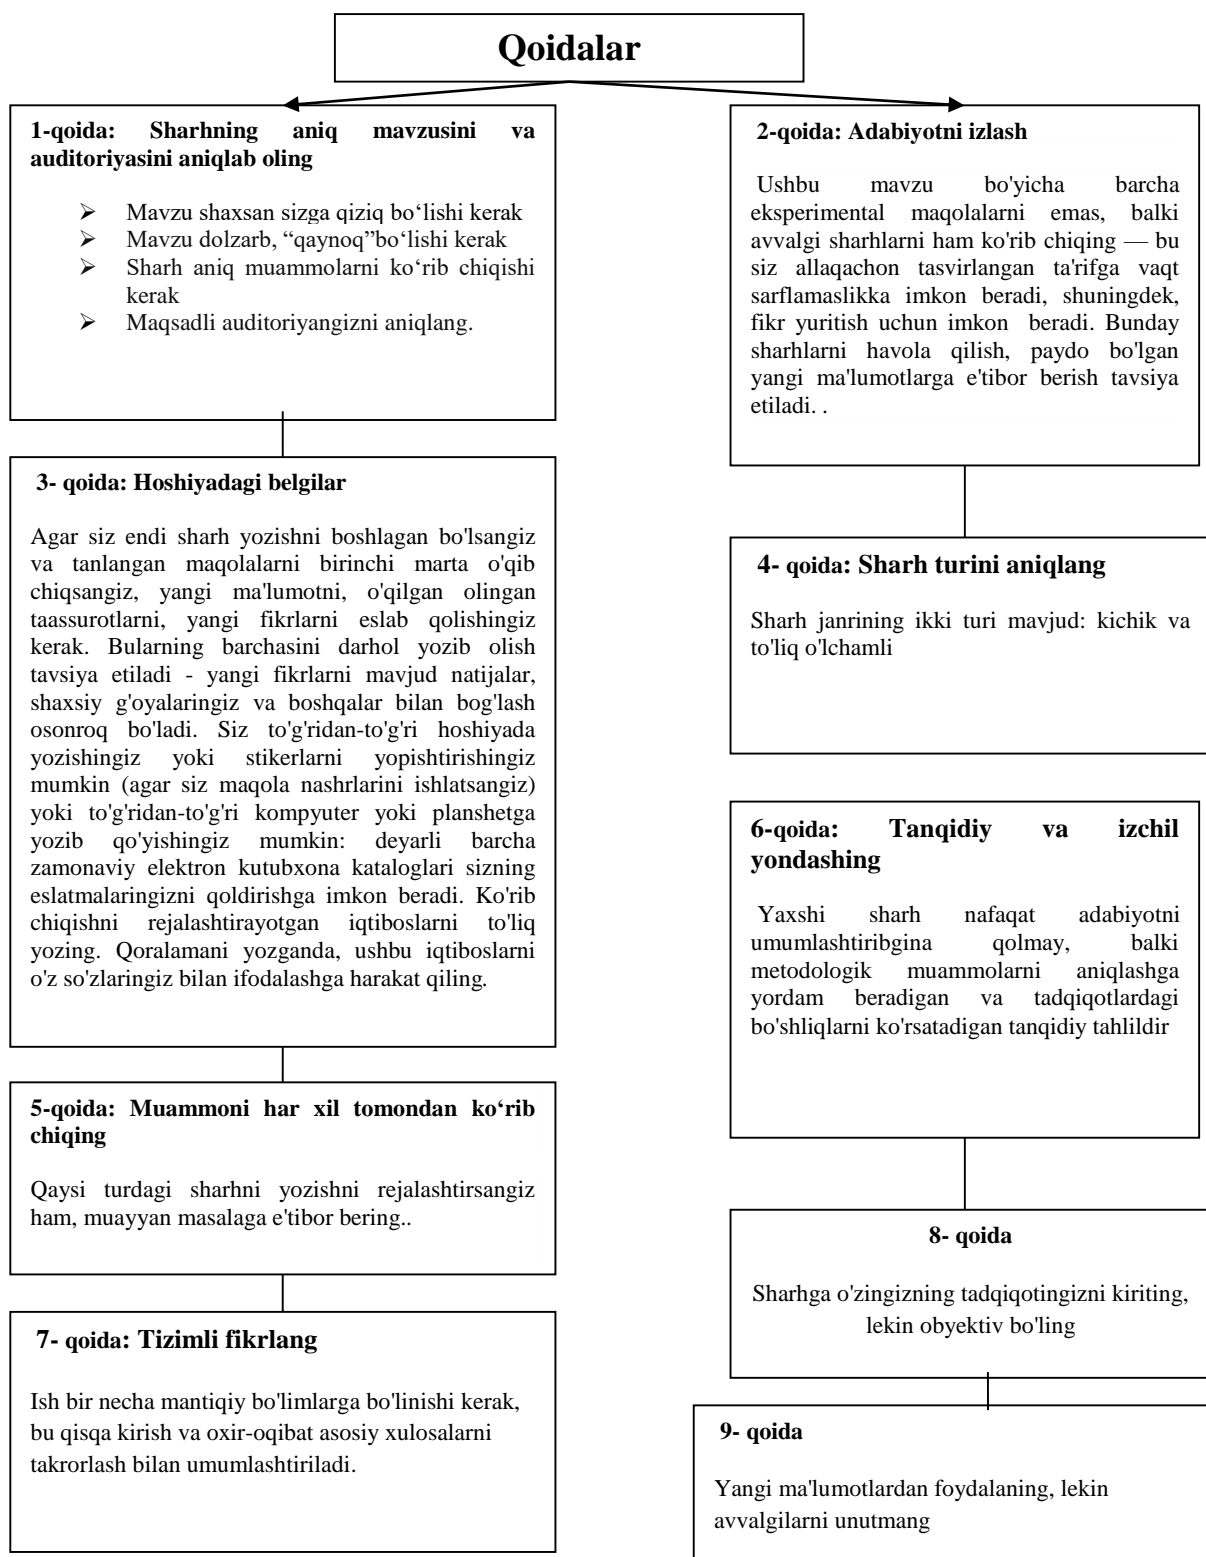 Qoidalar
1-qoida: Sharhning aniq mavzusini va
auditoriyasini aniqlab oling
➢ Mavzu shaxsan sizga qiziq bo‘lishi kerak
➢ Mavzu dolzarb, “qaynoq”bo‘lishi kerak
➢ Sharh aniq muammolarni ko‘rib chiqishi
kerak
➢ Maqsadli auditoriyangizni aniqlang.
2-qoida: Adabiyotni izlash
Ushbu mavzu bo'yicha barcha
eksperimental maqolalarni emas, balki
avvalgi sharhlarni ham ko'rib chiqing — bu
siz allaqachon tasvirlangan ta'rifga vaqt
sarflamaslikka imkon beradi, shuningdek,
fikr yuritish uchun imkon beradi. Bunday
sharhlarni havola qilish, paydo bo'lgan
yangi ma'lumotlarga e'tibor berish tavsiya
etiladi. .
3- qoida: Hoshiyadagi belgilar
Agar siz endi sharh yozishni boshlagan bo'lsangiz
va tanlangan maqolalarni birinchi marta o'qib
chiqsangiz, yangi ma'lumotni, o'qilgan olingan
taassurotlarni, yangi fikrlarni eslab qolishingiz
kerak. Bularning barchasini darhol yozib olish
tavsiya etiladi - yangi fikrlarni mavjud natijalar,
shaxsiy g'oyalaringiz va boshqalar bilan bog'lash
osonroq bo'ladi. Siz to'g'ridan-to'g'ri hoshiyada
yozishingiz yoki stikerlarni yopishtirishingiz
mumkin (agar siz maqola nashrlarini ishlatsangiz)
yoki to'g'ridan-to'g'ri kompyuter yoki planshetga
yozib qo'yishingiz mumkin: deyarli barcha
zamonaviy elektron kutubxona kataloglari sizning
eslatmalaringizni qoldirishga imkon beradi. Ko'rib
chiqishni rejalashtirayotgan iqtiboslarni to'liq
yozing. Qoralamani yozganda, ushbu iqtiboslarni
o'z so'zlaringiz bilan ifodalashga harakat qiling.
4- qoida: Sharh turini aniqlang
Sharh janrining ikki turi mavjud: kichik va
to'liq o'lchamli
5-qoida: Muammoni har xil tomondan ko‘rib
chiqing
Qaysi turdagi sharhni yozishni rejalashtirsangiz
ham, muayyan masalaga e'tibor bering..
6-qoida: Tanqidiy va izchil
yondashing
Yaxshi sharh nafaqat adabiyotni
umumlashtiribgina qolmay, balki
metodologik muammolarni aniqlashga
yordam beradigan va tadqiqotlardagi
bo'shliqlarni ko'rsatadigan tanqidiy tahlildir
7- qoida: Tizimli fikrlang
Ish bir necha mantiqiy bo'limlarga bo'linishi kerak,
bu qisqa kirish va oxir-oqibat asosiy xulosalarni
takrorlash bilan umumlashtiriladi.
8- qoida
Sharhga o'zingizning tadqiqotingizni kiriting,
lekin obyektiv bo'ling
9- qoida
Yangi ma'lumotlardan foydalaning, lekin
avvalgilarni unutmang